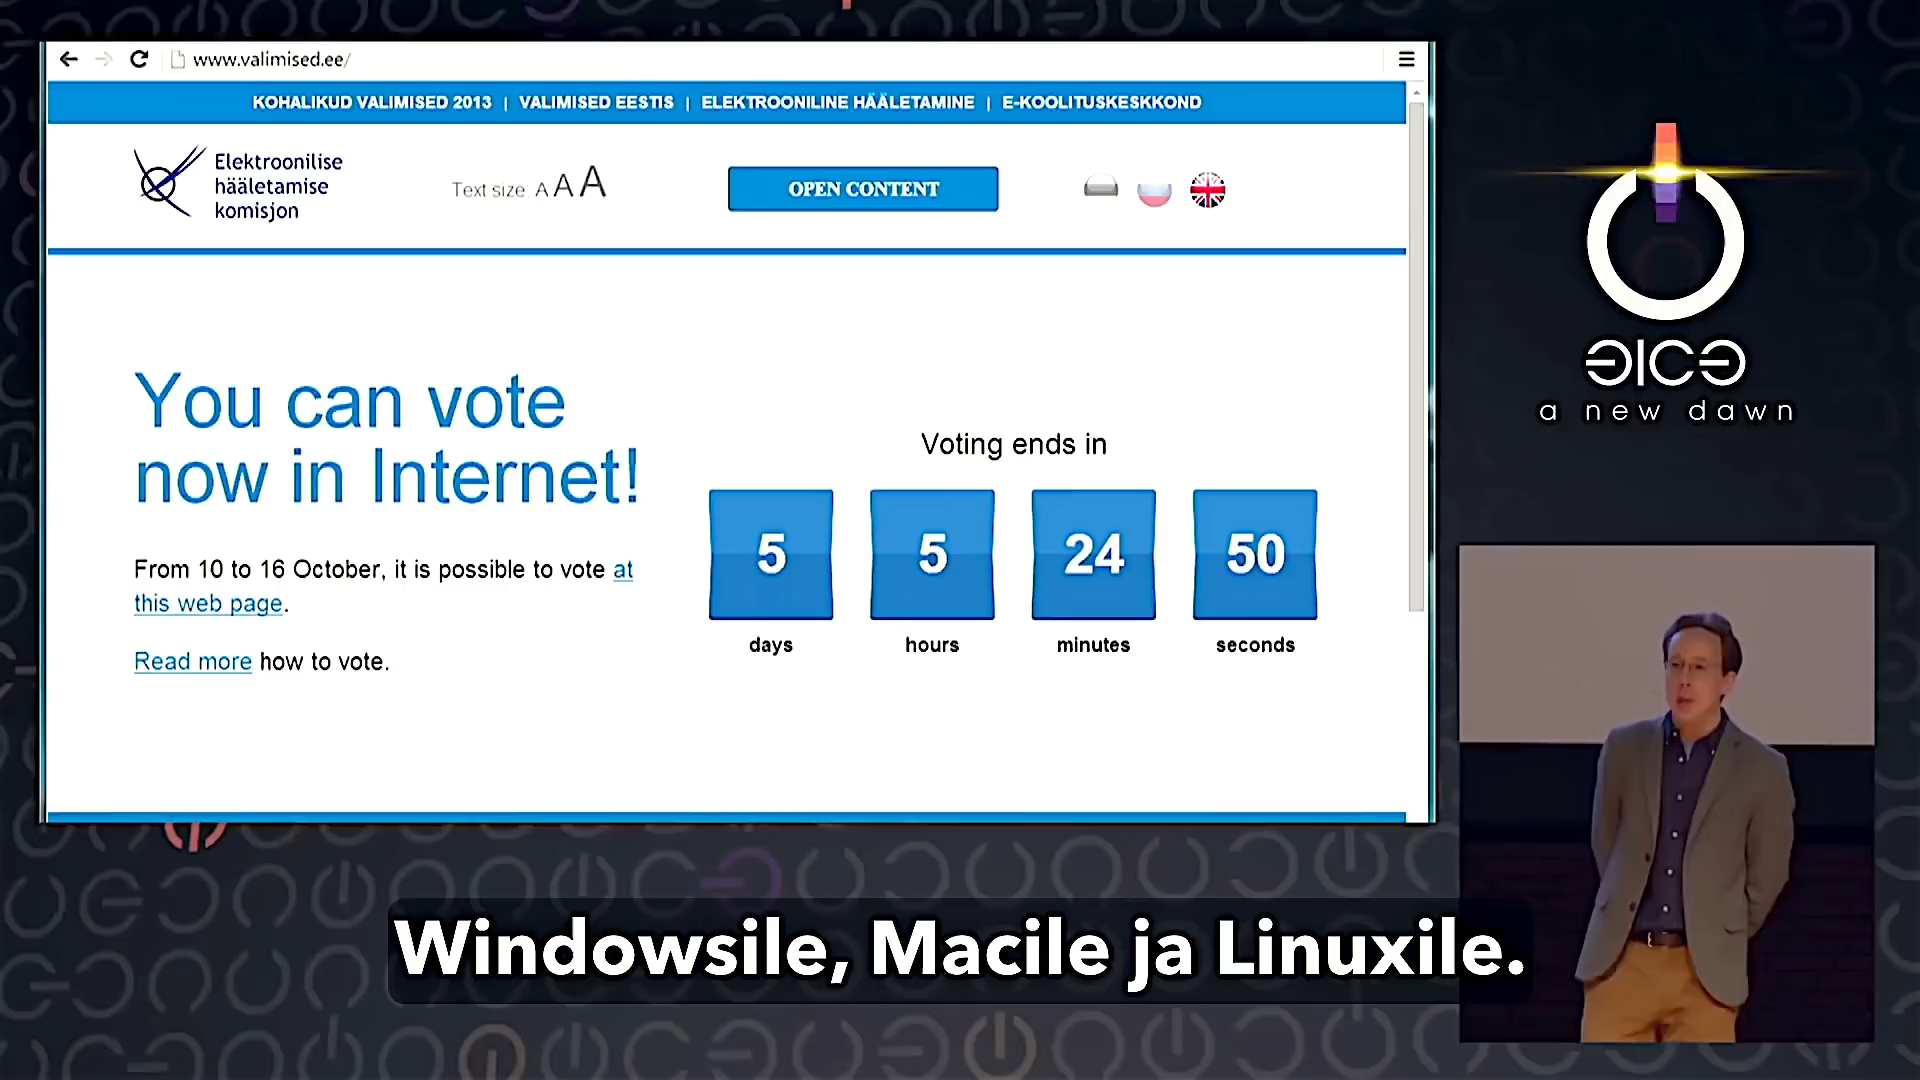 www.valimised.ee/
KOHALIKUD VALIMISED 2013 | VALIMISED EESTIS | ELEKTROONILINE HÄÄLETAMINE | E-KOOLITUSKESKKOND
Elektroonilise
hääletamise
komisjon
Text size A A A
OPEN CONTENT
You can vote
now in Internet!
From 10 to 16 October, it is possible to vote at
this web page.
Read more how to vote.
Voting ends in
5 5 24 50
days hours minutes seconds
a new dawn
Windowsile, Macile ja Linuxile.